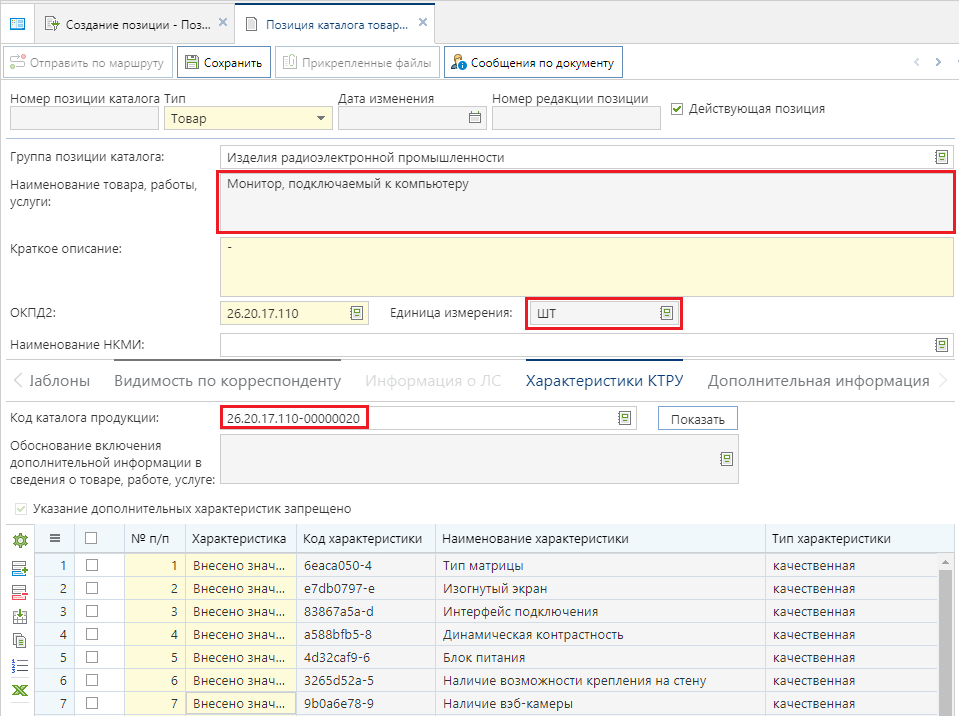 Создание позиции - Поз...
Позиция каталога товар...
Отправить по маршруту
Сохранить
Прикрепленные файлы
Сообщения по документу
Номер позиции каталога Тип Дата изменения Номер редакции позиции
Товар
Действующая позиция
Группа позиции каталога: Изделия радиоэлектронной промышленности
Наименование товара, работы, услуги: Монитор, подключаемый к компьютеру
Краткое описание: -
ОКПД2: 26.20.17.110 Единица измерения: ШТ
Наименование НКМИ:
Јаблоны Видимость по корреспонденту Информация о ЛС Характеристики КТРУ Дополнительная информация
Код каталога продукции: 26.20.17.110-00000020 Показать
Обоснование включения
дополнительной информации в
сведения о товаре, работе, услуге:
Указание дополнительных характеристик запрещено
№ п/п Характеристика Код характеристики Наименование характеристики Тип характеристики
1 1 Внесено знач... 6eaca050-4 Тип матрицы качественная
2 2 Внесено знач... e7db0797-e Изогнутый экран качественная
3 3 Внесено знач... 83867a5a-d Интерфейс подключения качественная
4 4 Внесено знач... a588bfb5-8 Динамическая контрастность качественная
5 5 Внесено знач... 4d32caf9-6 Блок питания качественная
6 6 Внесено знач... 3265d52a-5 Наличие возможности крепления на стену качественная
7 7 Внесено знач... 9b0a6e78-9 Наличие вэб-камеры качественная